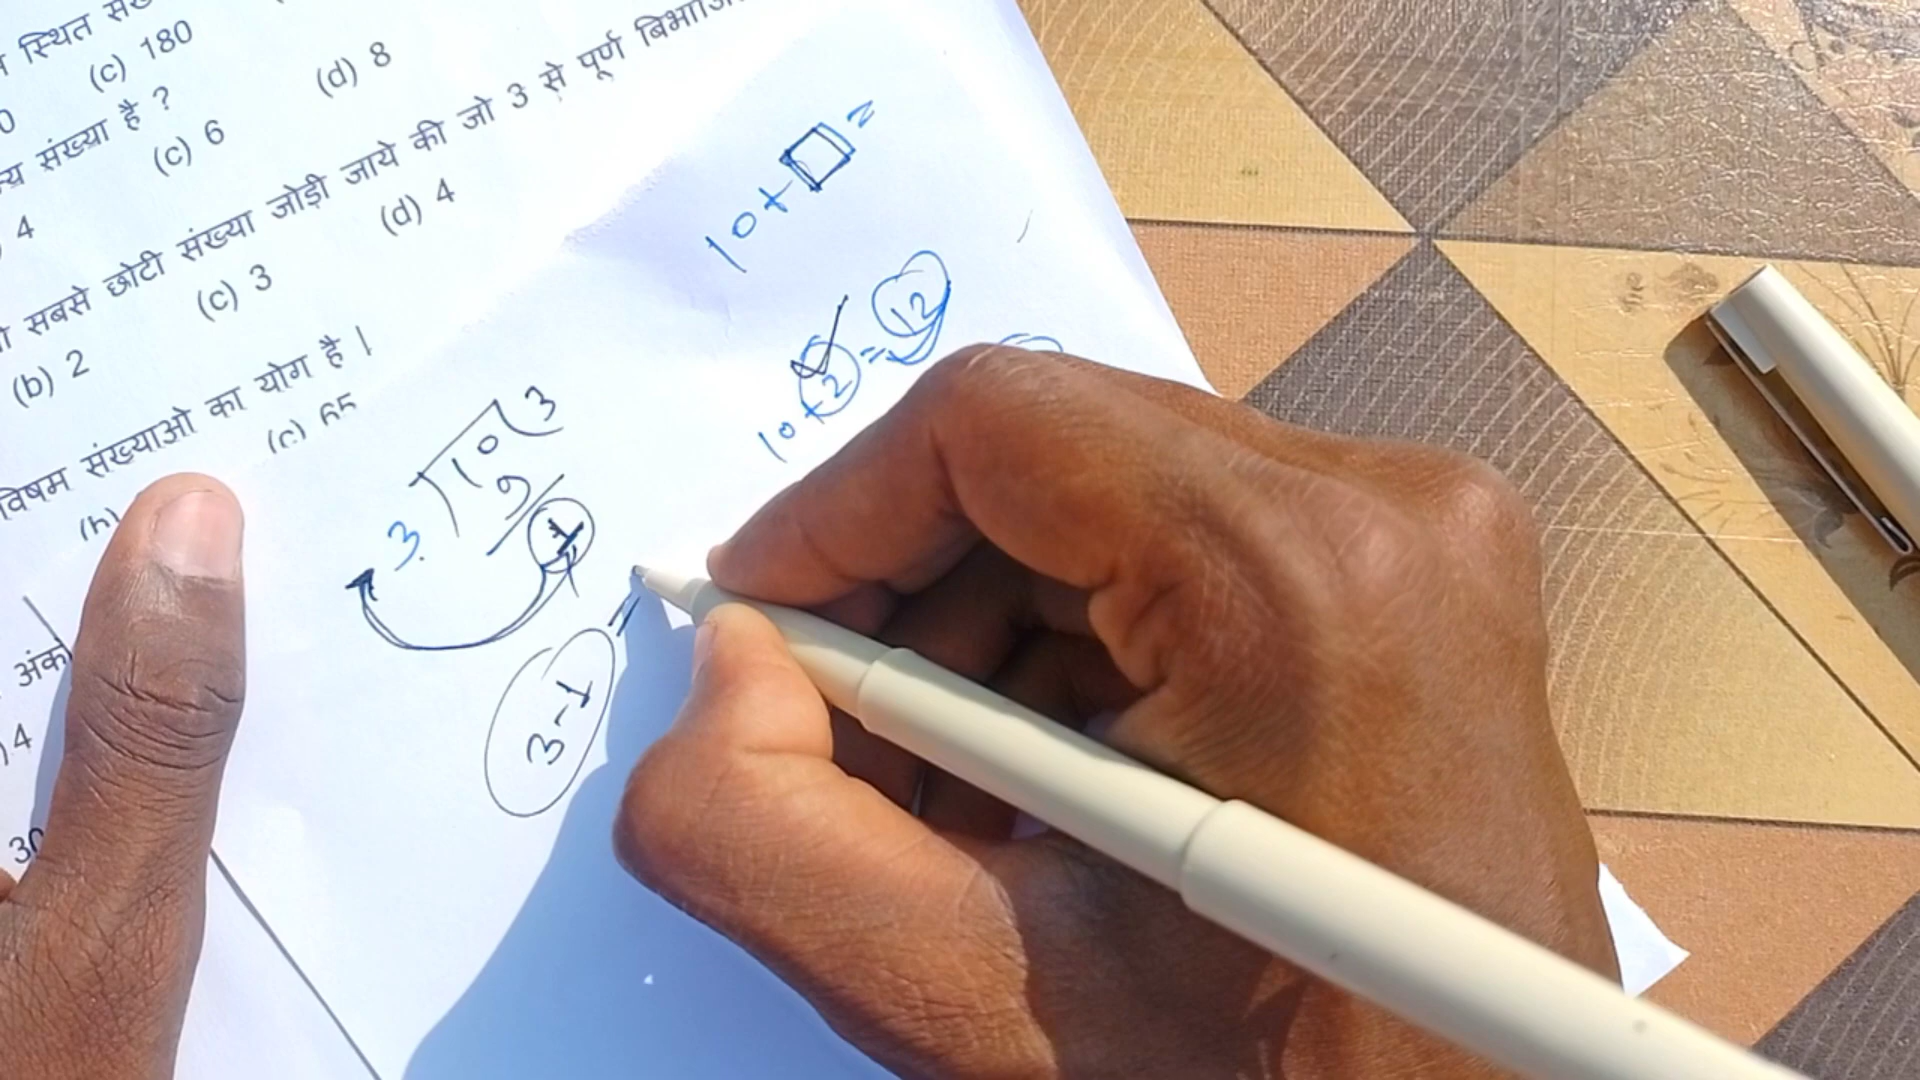 स्थित
(c) 180
संख्या है ?
(c) 6 (d) 8
4
सबसे छोटी संख्या जोड़ी जाये की जो 3 से पूर्ण
(b) 2 (c) 3 (d) 4
विषम संख्याओ का योग है |
(c) 65
4
30
10 + □ =
10 + 2 = 12
3 10 3
9
1
3 - 1 =